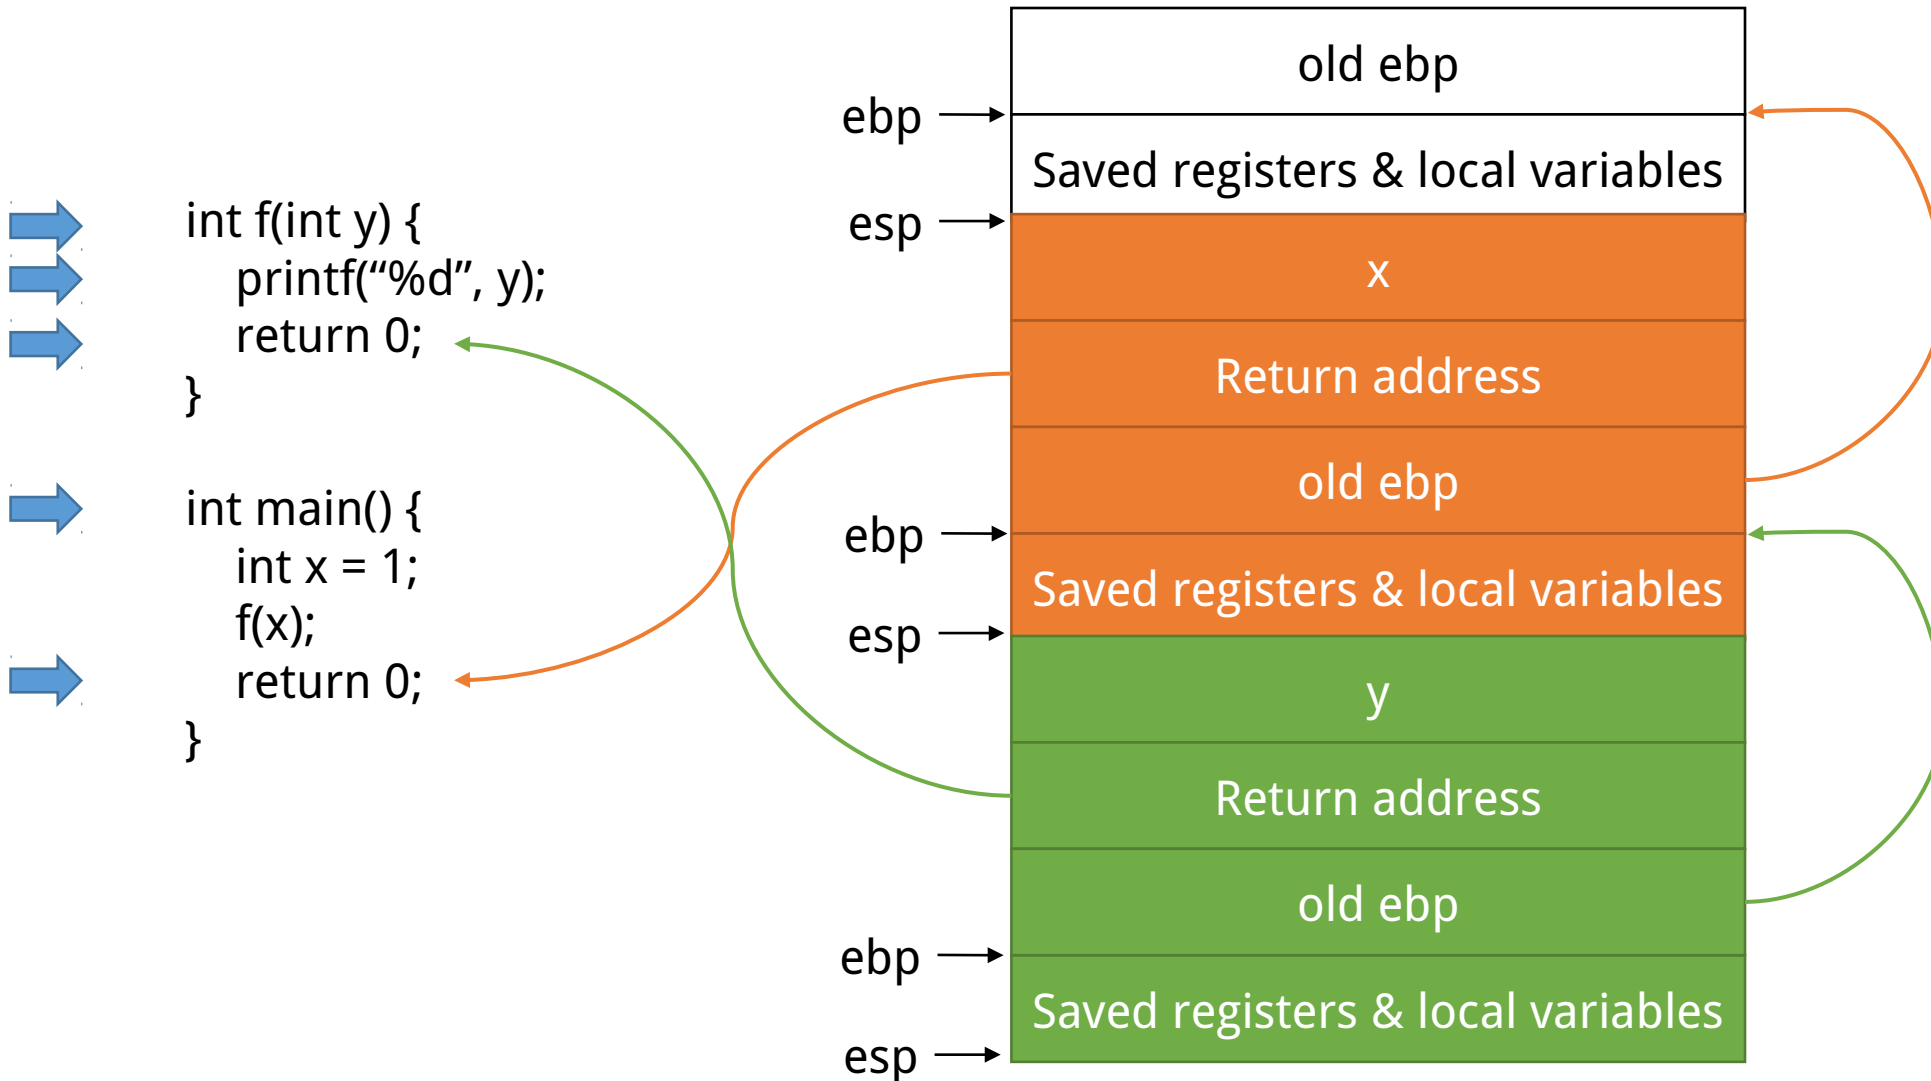 int f(int y) {
printf(“%d”, y);
return 0;
}
int main() {
int x = 1;
f(x);
return 0;
}
old ebp
ebp
Saved registers & local variables
esp
x
Return address
old ebp
ebp
Saved registers & local variables
esp
y
Return address
old ebp
ebp
Saved registers & local variables
esp